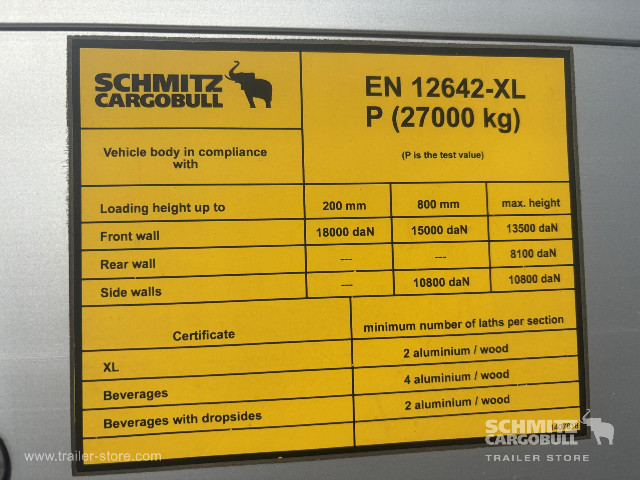 SCHMITZ
CARGOBULL
EN 12642-XL
P (27000 kg)
Vehicle body in compliance
with
(P is the test value)
Loading height up to 200 mm 800 mm max. height
Front wall 18000 daN 15000 daN 13500 daN
Rear wall --- --- 8100 daN
Side walls --- 10800 daN 10800 daN
Certificate minimum number of laths per section
XL 2 aluminium / wood
Beverages 4 aluminium / wood
Beverages with dropsides 2 aluminium / wood
www.trailer-store.com
SCHMITZ
CARGOBULL
TRAILER STORE